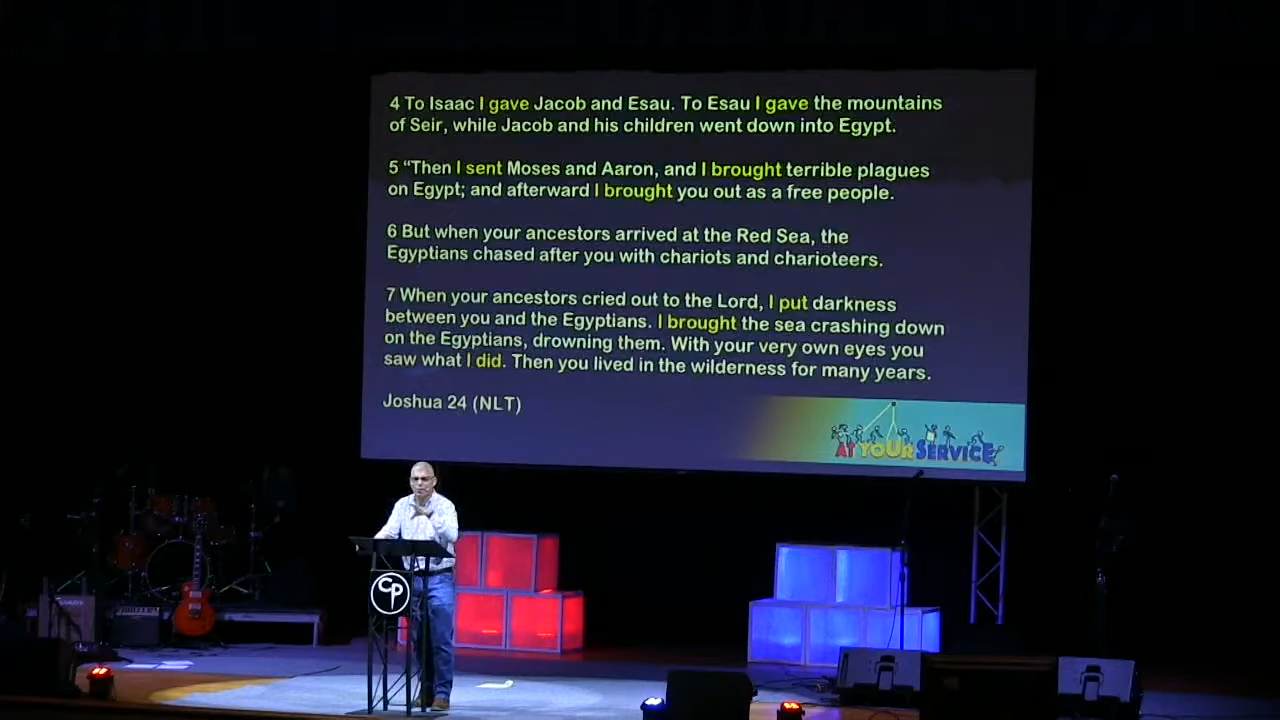 4 To Isaac I gave Jacob and Esau. To Esau I gave the mountains
of Seir, while Jacob and his children went down into Egypt.
5 “Then I sent Moses and Aaron, and I brought terrible plagues
on Egypt; and afterward I brought you out as a free people.
6 But when your ancestors arrived at the Red Sea, the
Egyptians chased after you with chariots and charioteers.
7 When your ancestors cried out to the Lord, I put darkness
between you and the Egyptians. I brought the sea crashing down
on the Egyptians, drowning them. With your very own eyes you
saw what I did. Then you lived in the wilderness for many years.
Joshua 24 (NLT)
AT YOUR SERVICE
CP